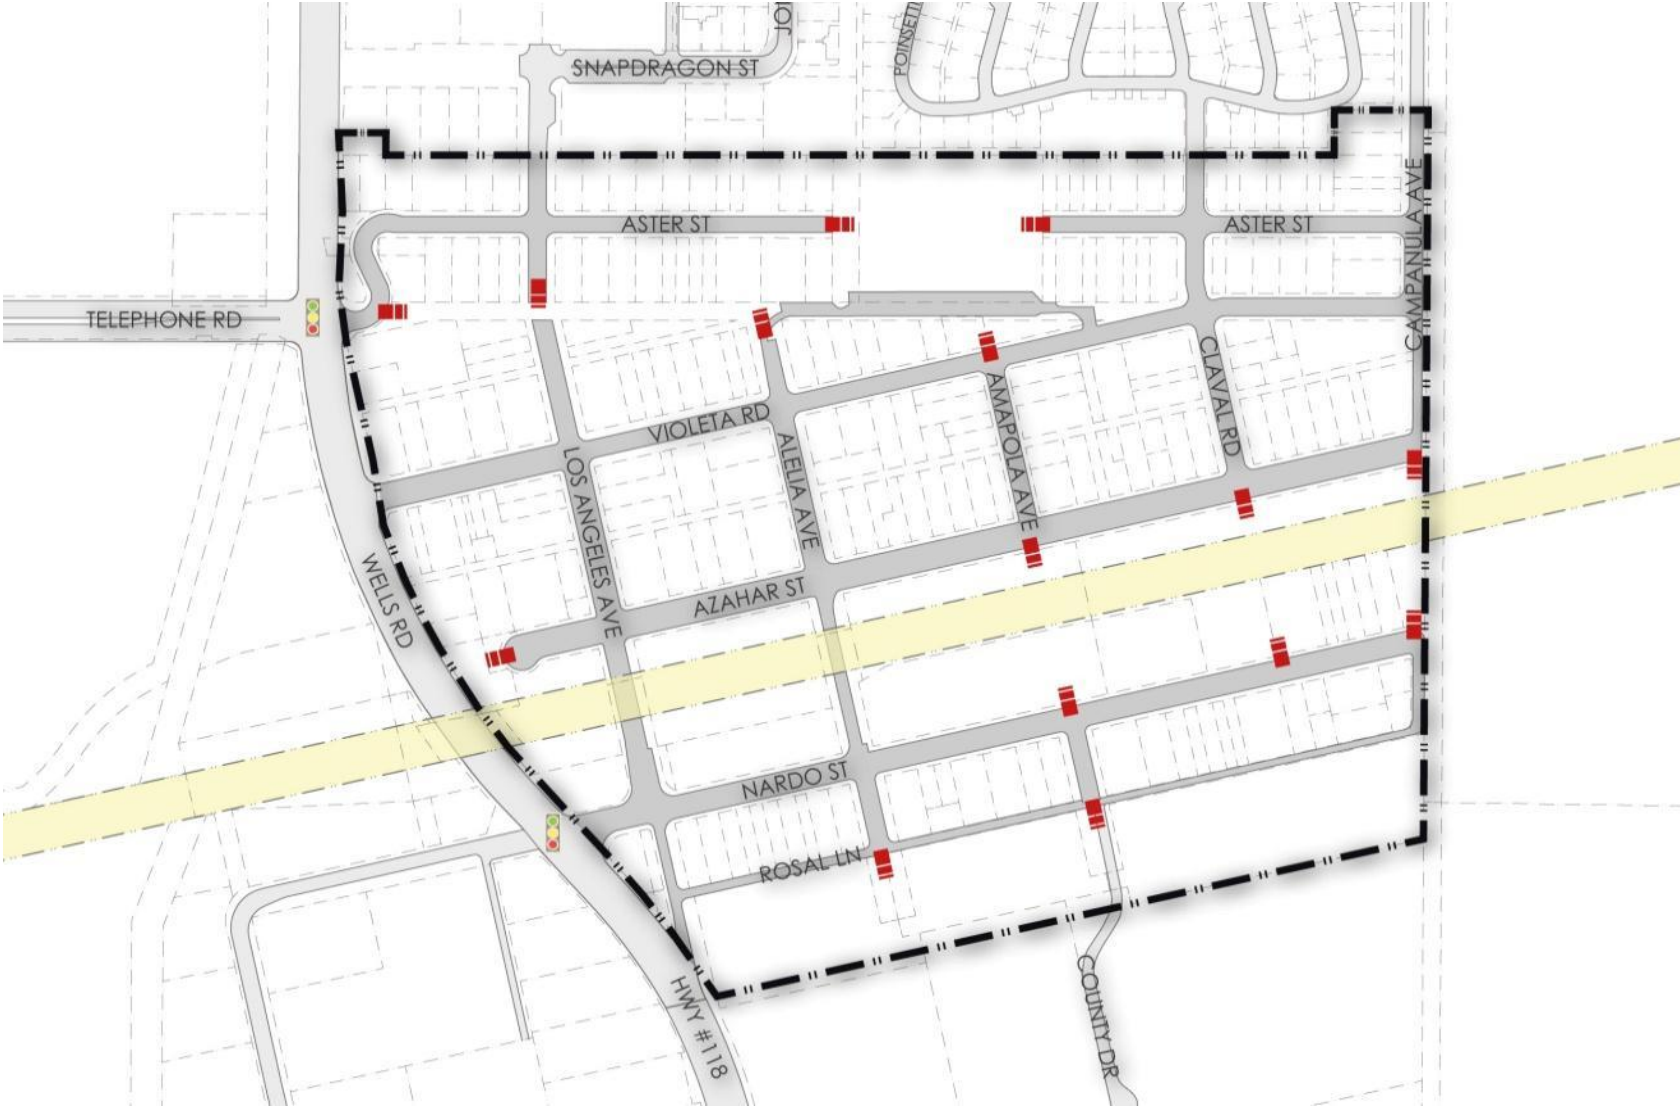 SNAPDRAGON ST
ASTER ST
ASTER ST
CAMPANULA AVE
TELEPHONE RD
VIOLETA RD
ALELIA AVE
AMAPOLA AVE
CLAVAL RD
LOS ANGELES AVE
AZAHAR ST
WELLS RD
NARDO ST
ROSAL LN
HWY #118
COUNTY DR